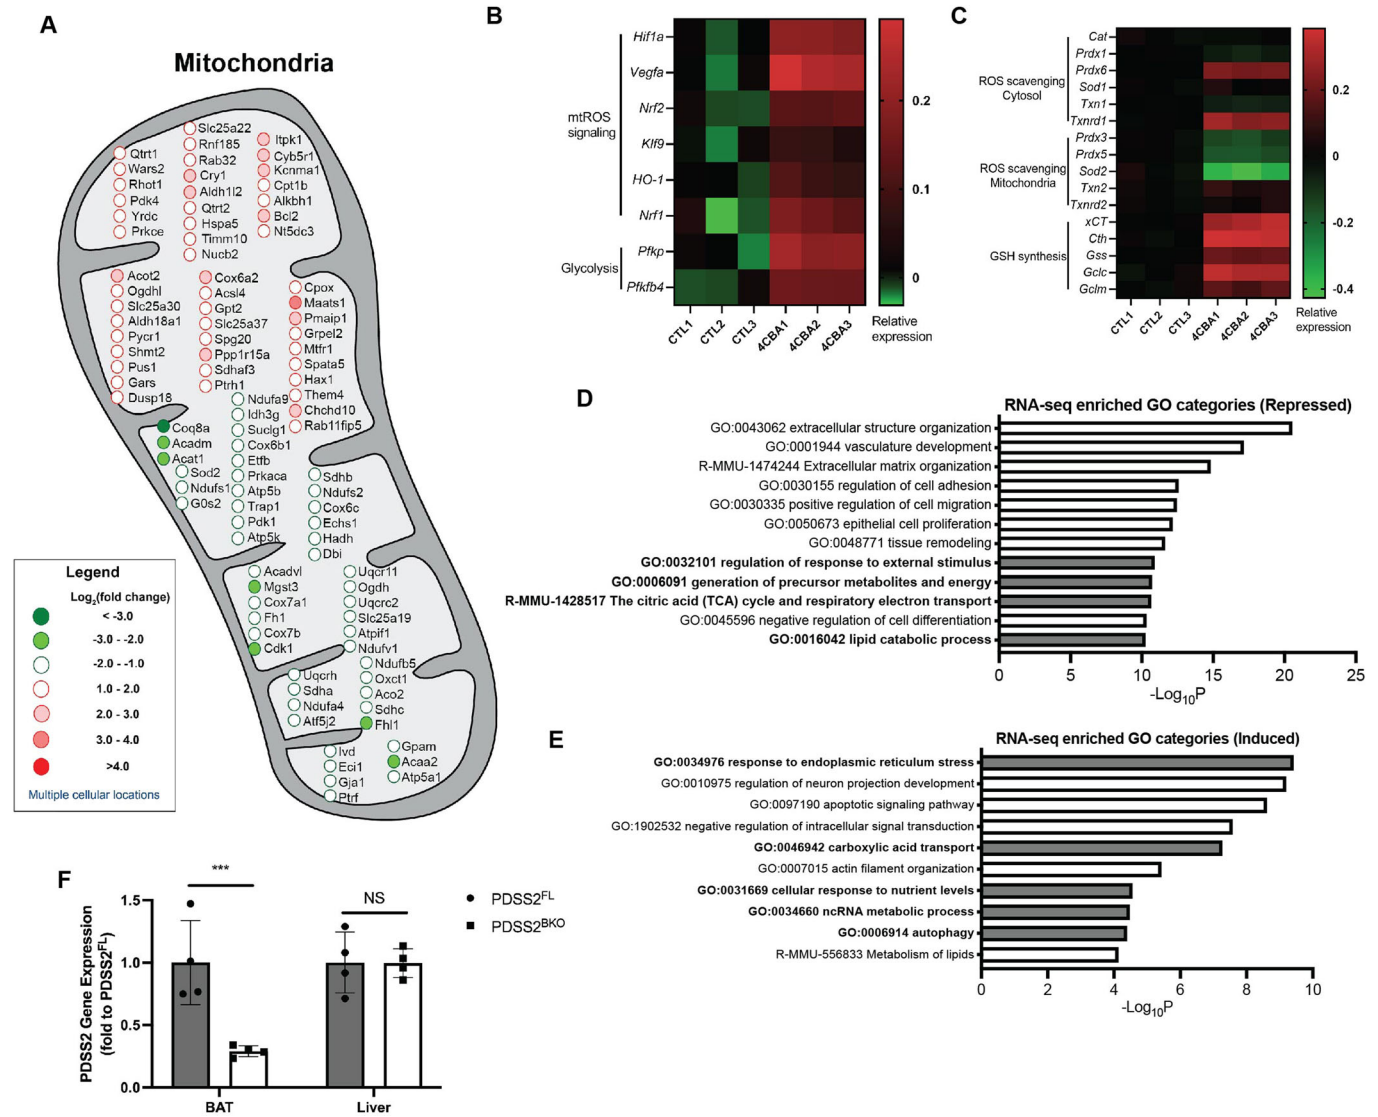 A
Mitochondria
Slc25a22
Rnf185
Rab32
Cry1
Aldh1l2
Qtrt2
Hspa5
Timm10
Nucb2
Itpk1
Cyb5r1
Kcnma1
Cpt1b
Alkbh1
Bcl2
Nt5dc3
Qtrt1
Wars2
Rhot1
Pdk4
Yrdc
Prkce
Acot2
Ogdhl
Slc25a30
Aldh18a1
Pycr1
Shmt2
Pus1
Gars
Dusp18
Cox6a2
Acsl4
Gpt2
Slc25a37
Spg20
Ppp1r15a
Sdhaf3
Ptrh1
Cpox
Maats1
Pmaip1
Grpel2
Mtfr1
Spata5
Hax1
Them4
Chchd10
Rab11fip5
Ndufa9
Idh3g
Suclg1
Cox6b1
Etfb
Prkaca
Atp5b
Trap1
Pdk1
Atp5k
Coq8a
Acadm
Acat1
Sod2
Ndufs1
G0s2
Sdhb
Ndufs2
Cox6c
Echs1
Hadh
Dbi
Acadvl
Mgst3
Cox7a1
Fh1
Cox7b
Cdk1
Uqcr11
Ogdh
Uqcrc2
Slc25a19
Atpif1
Ndufv1
Ndufb5
Oxct1
Aco2
Sdhc
Fhl1
Uqcrh
Sdha
Ndufa4
Atf5j2
Ivd
Eci1
Gja1
Ptrf
Gpam
Acaa2
Atp5a1
Legend
Log2(fold change)
< -3.0
-3.0 - -2.0
-2.0 - -1.0
1.0 - 2.0
2.0 - 3.0
3.0 - 4.0
>4.0
Multiple cellular locations
B
mtROS
signaling
Glycolysis
Hif1a
Vegfa
Nrf2
Klf9
HO-1
Nrf1
Pfkp
Pfkfb4
CTL1
CTL2
CTL3
4CBA1
4CBA2
4CBA3
0.2
0.1
0
Relative
expression
C
ROS scavenging
Cytosol
ROS scavenging
Mitochondria
GSH synthesis
Cat
Prdx1
Prdx6
Sod1
Txn1
Txnrd1
Prdx3
Prdx5
Sod2
Txn2
Txnrd2
xCT
Cth
Gss
Gclc
Gclm
CTL1
CTL2
CTL3
4CBA1
4CBA2
4CBA3
0.2
0
-0.2
-0.4
Relative
expression
D
RNA-seq enriched GO categories (Repressed)
GO:0043062 extracellular structure organization
GO:0001944 vasculature development
R-MMU-1474244 Extracellular matrix organization
GO:0030155 regulation of cell adhesion
GO:0030335 positive regulation of cell migration
GO:0050673 epithelial cell proliferation
GO:0048771 tissue remodeling
GO:0032101 regulation of response to external stimulus
GO:0006091 generation of precursor metabolites and energy
R-MMU-1428517 The citric acid (TCA) cycle and respiratory electron transport
GO:0045596 negative regulation of cell differentiation
GO:0016042 lipid catabolic process
0 5 10 15 20 25
-Log10P
E
RNA-seq enriched GO categories (Induced)
GO:0034976 response to endoplasmic reticulum stress
GO:0010975 regulation of neuron projection development
GO:0097190 apoptotic signaling pathway
GO:1902532 negative regulation of intracellular signal transduction
GO:0046942 carboxylic acid transport
GO:0007015 actin filament organization
GO:0031669 cellular response to nutrient levels
GO:0034660 ncRNA metabolic process
GO:0006914 autophagy
R-MMU-556833 Metabolism of lipids
0 2 4 6 8 10
-Log10P
F
PDSS2 Gene Expression
(fold to PDSS2FL)
1.5
1.0
0.5
0.0
***
NS
BAT
Liver
PDSS2FL
PDSS2BKO